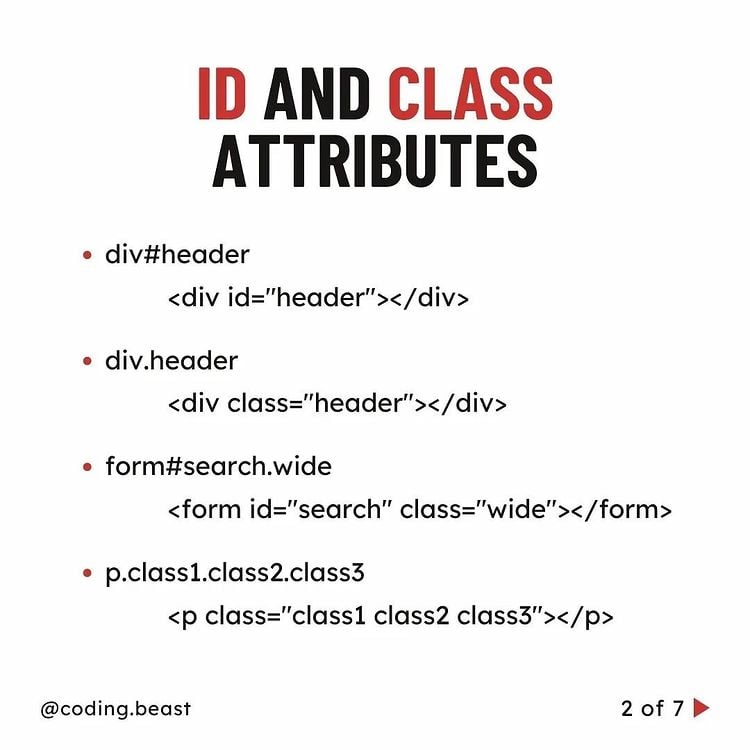 ID AND CLASS
ATTRIBUTES
• div#header
<div id="header"></div>
• div.header
<div class="header"></div>
• form#search.wide
<form id="search" class="wide"></form>
• p.class1.class2.class3
<p class="class1 class2 class3"></p>
@coding.beast
2 of 7